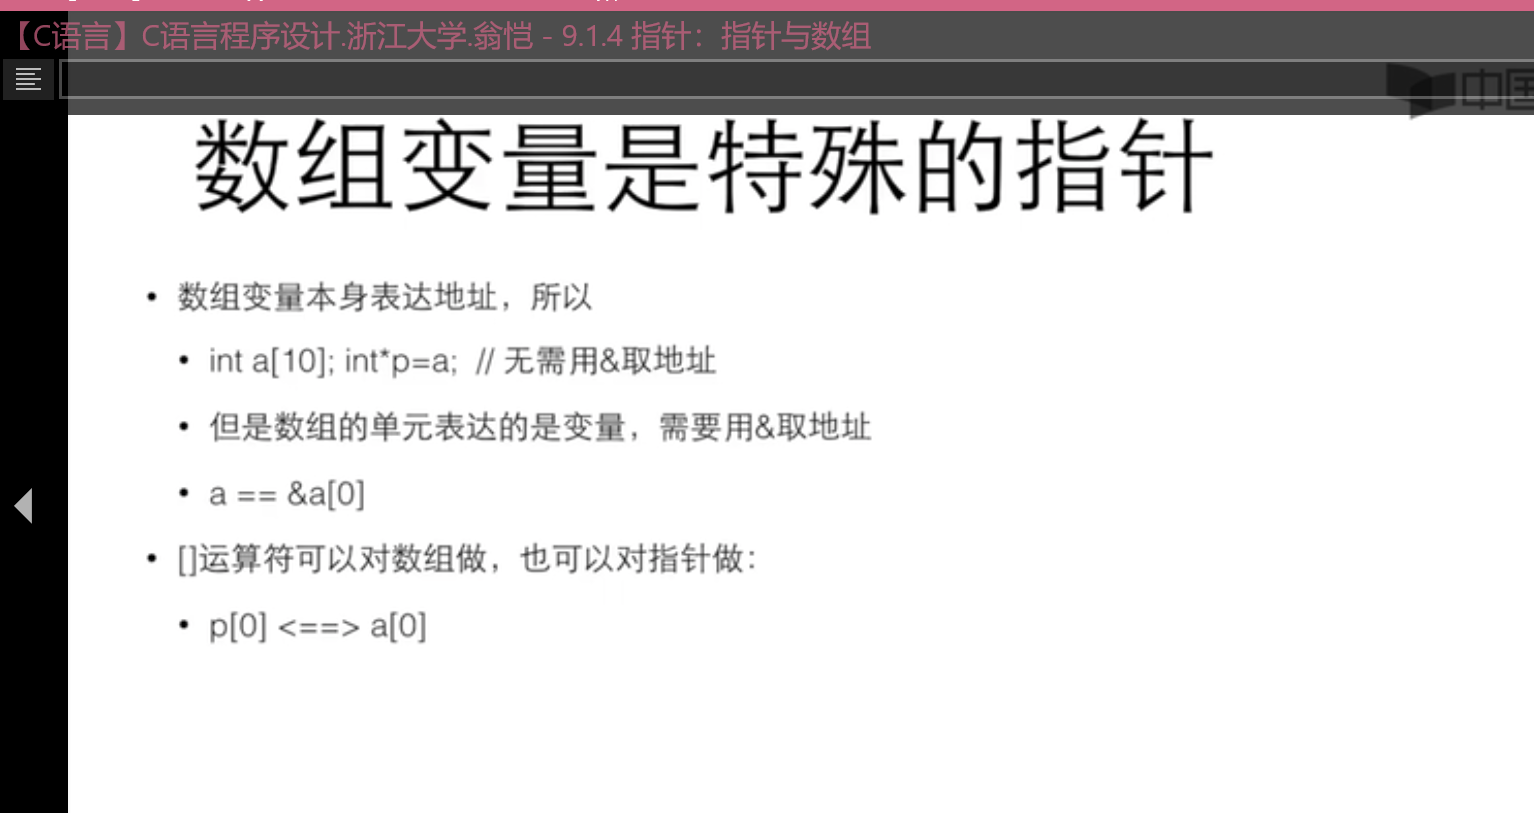 【C语言】C语言程序设计.浙江大学.翁恺 - 9.1.4 指针：指针与数组
中国
数组变量是特殊的指针
• 数组变量本身表达地址，所以
• int a[10]; int*p=a; // 无需用&取地址
• 但是数组的单元表达的是变量，需要用&取地址
• a == &a[0]
• []运算符可以对数组做，也可以对指针做：
• p[0] <==> a[0]